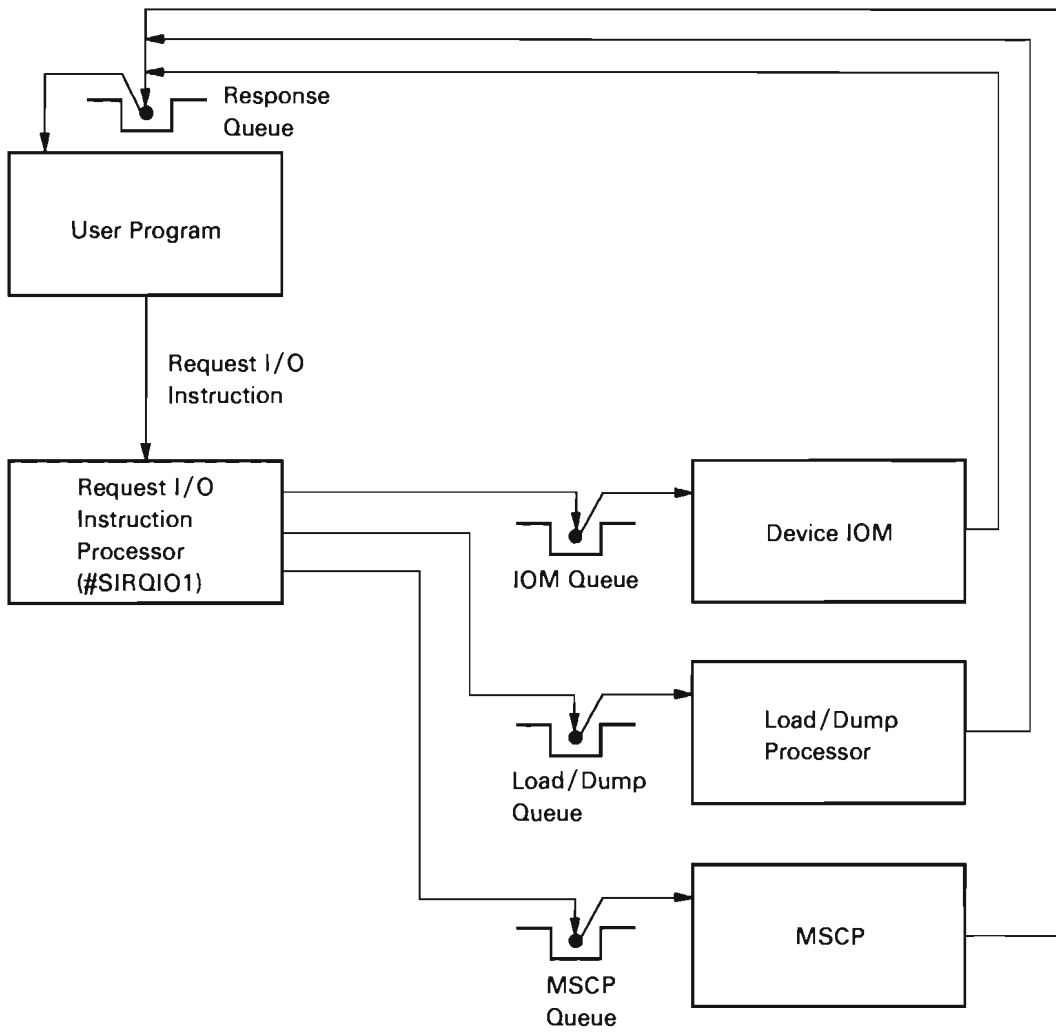 Response
Queue
User Program
Request I/O
Instruction
Request I/O
Instruction
Processor
(#SIRQIO1)
IOM Queue
Device IOM
Load/Dump
Queue
Load/Dump
Processor
MSCP
Queue
MSCP